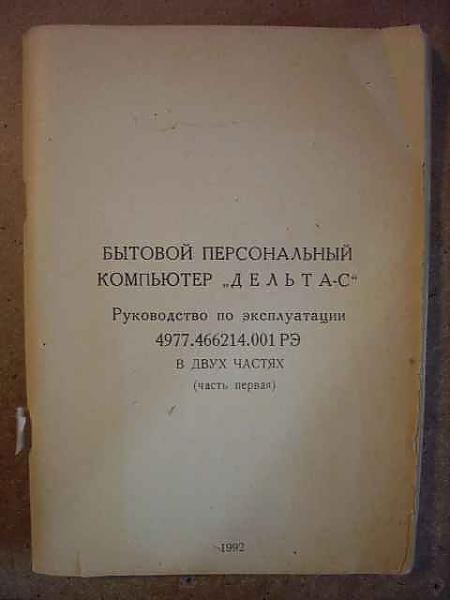 БЫТОВОЙ ПЕРСОНАЛЬНЫЙ
КОМПЬЮТЕР „Д Е Л Ь Т А-С“
Руководство по эксплуатации
4977.466214.001 РЭ
В ДВУХ ЧАСТЯХ
(часть первая)
1992